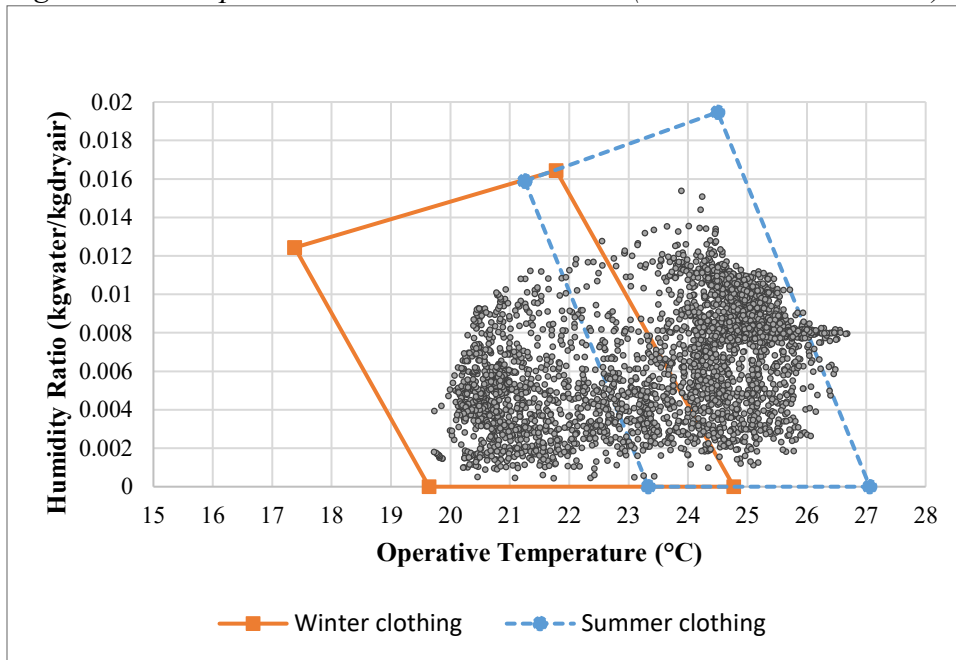 Humidity Ratio (kgwater/kgdryair)
0.02
0.018
0.016
0.014
0.012
0.01
0.008
0.006
0.004
0.002
0
15 16 17 18 19 20 21 22 23 24 25 26 27 28
Operative Temperature (°C)
Winter clothing Summer clothing